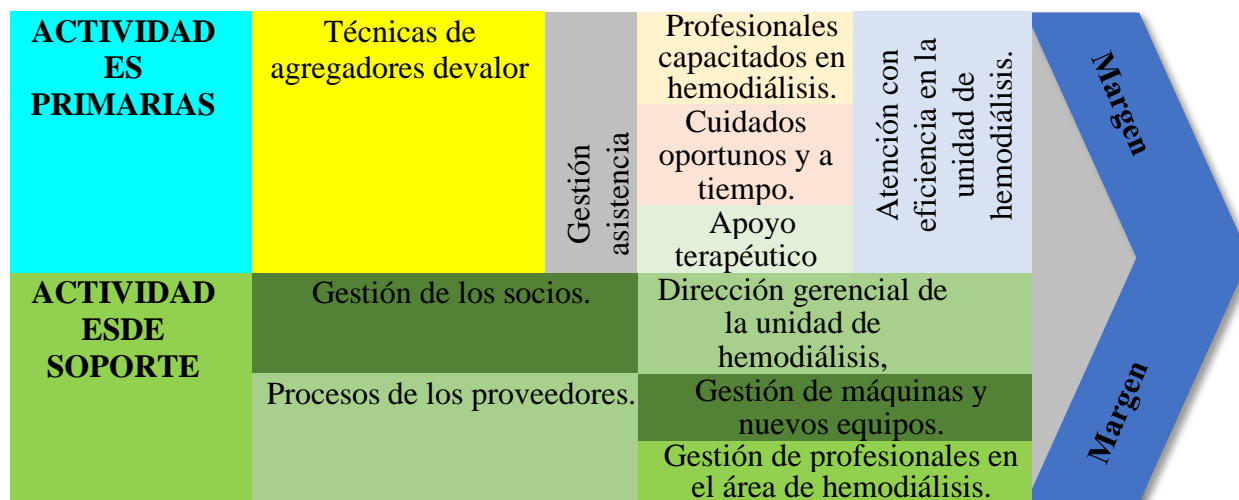 ACTIVIDAD
ES
PRIMARIAS
Técnicas de
agregadores devalor
Gestión
asistencia
Profesionales
capacitados en
hemodiálisis.
Cuidados
oportunos y a
tiempo.
Apoyo
terapéutico
Atención con
eficiencia en la
unidad de
hemodiálisis.
Margen
ACTIVIDAD
ESDE
SOPORTE
Gestión de los socios.
Procesos de los proveedores.
Dirección gerencial de
la unidad de
hemodiálisis,
Gestión de máquinas y
nuevos equipos.
Gestión de profesionales en
el área de hemodiálisis.
Margen